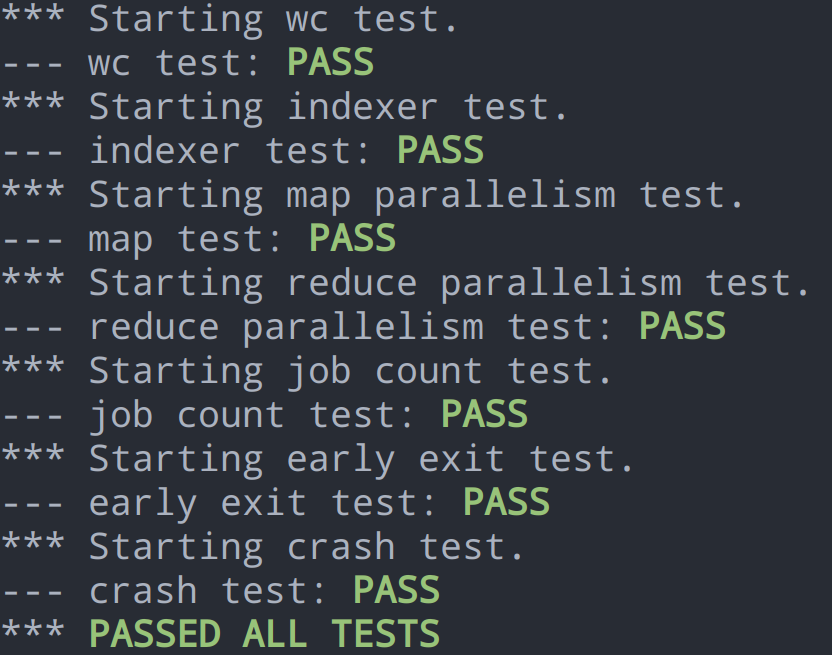 *** Starting wc test.
--- wc test: PASS
*** Starting indexer test.
--- indexer test: PASS
*** Starting map parallelism test.
--- map test: PASS
*** Starting reduce parallelism test.
--- reduce parallelism test: PASS
*** Starting job count test.
--- job count test: PASS
*** Starting early exit test.
--- early exit test: PASS
*** Starting crash test.
--- crash test: PASS
*** PASSED ALL TESTS